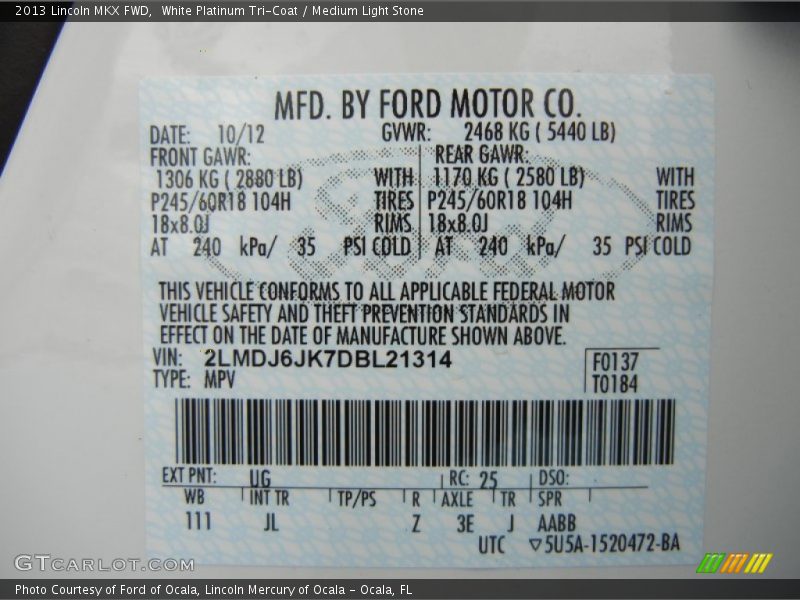 2013 Lincoln MKX FWD,  White Platinum Tri-Coat / Medium Light Stone
MFD. BY FORD MOTOR CO.
DATE: 10/12 GVWR: 2468 KG ( 5440 LB)
FRONT GAWR: REAR GAWR:
1306 KG ( 2880 LB) WITH 1170 KG ( 2580 LB) WITH
P245/60R18 104H TIRES P245/60R18 104H TIRES
18x8.0J RIMS 18x8.0J RIMS
AT 240 kPa/ 35 PSI COLD AT 240 kPa/ 35 PSI COLD
THIS VEHICLE CONFORMS TO ALL APPLICABLE FEDERAL MOTOR
VEHICLE SAFETY AND THEFT PREVENTION STANDARDS IN
EFFECT ON THE DATE OF MANUFACTURE SHOWN ABOVE.
VIN: 2LMDJ6JK7DBL21314 F0137
TYPE: MPV T0184
EXT PNT: UG RC: 25 DSO:
WB INT TR TP/PS R AXLE TR SPR
111 JL Z 3E J AABB
UTC ▽5U5A-1520472-BA
GTCARLOT.COM
Photo Courtesy of Ford of Ocala, Lincoln Mercury of Ocala - Ocala, FL